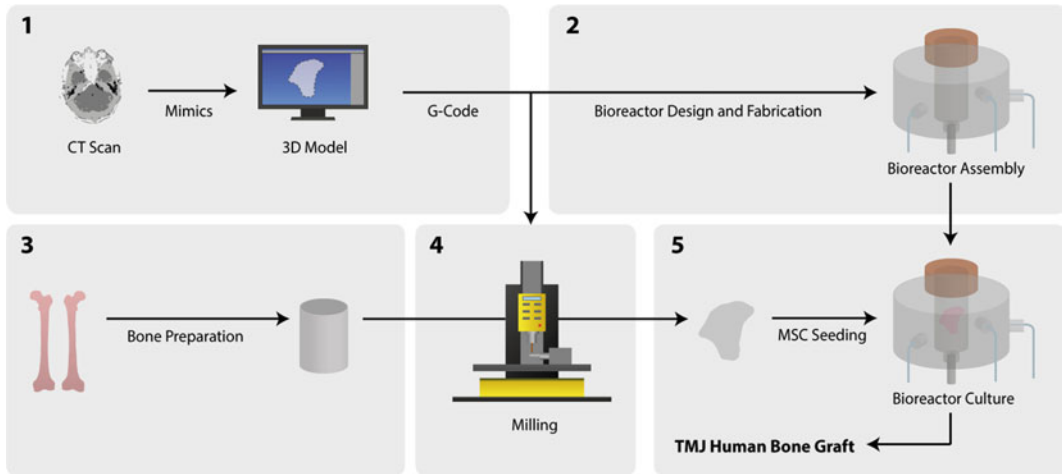 1
CT Scan
Mimics
3D Model
G-Code
2
Bioreactor Design and Fabrication
Bioreactor Assembly
3
Bone Preparation
4
Milling
5
MSC Seeding
Bioreactor Culture
TMJ Human Bone Graft